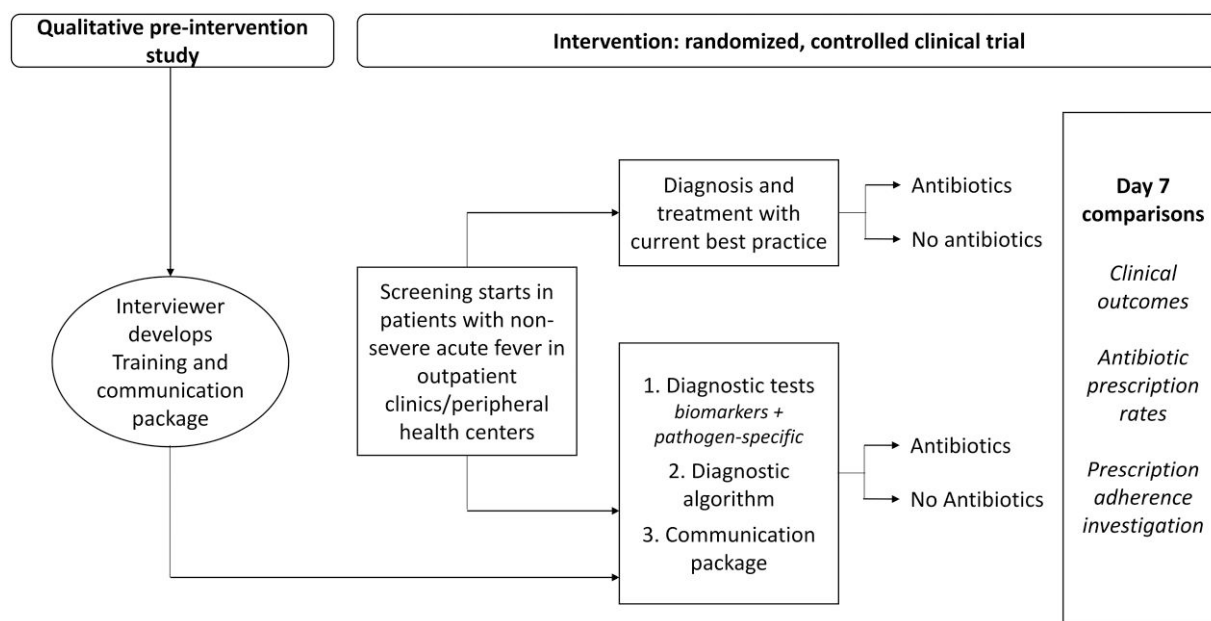 Qualitative pre-intervention
study
Intervention: randomized, controlled clinical trial
Interviewer
develops
Training and
communication
package
Screening starts in
patients with non-
severe acute fever in
outpatient
clinics/peripheral
health centers
Diagnosis and
treatment with
current best practice
Antibiotics
No antibiotics
1. Diagnostic tests
biomarkers +
pathogen-specific
2. Diagnostic
algorithm
3. Communication
package
Antibiotics
No Antibiotics
Day 7
comparisons
Clinical
outcomes
Antibiotic
prescription
rates
Prescription
adherence
investigation